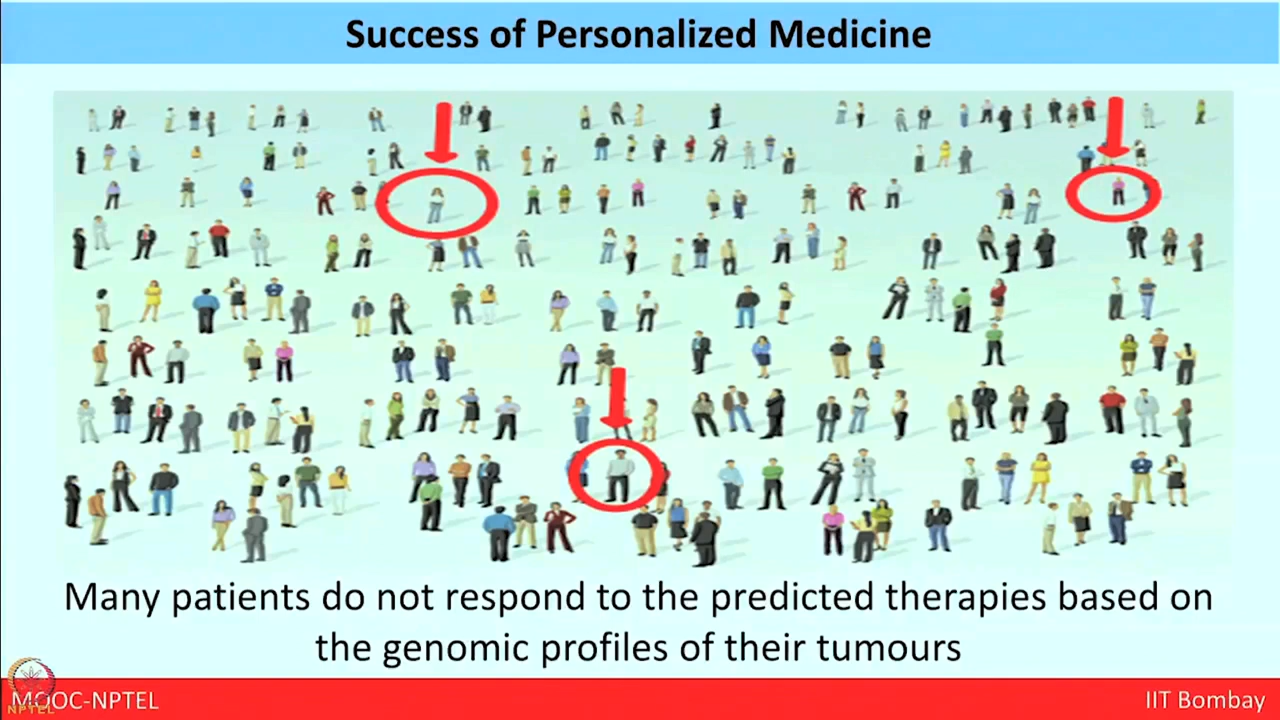 Success of Personalized Medicine
Many patients do not respond to the predicted therapies based on
the genomic profiles of their tumours
MOOC-NPTEL
NPTEL
IIT Bombay